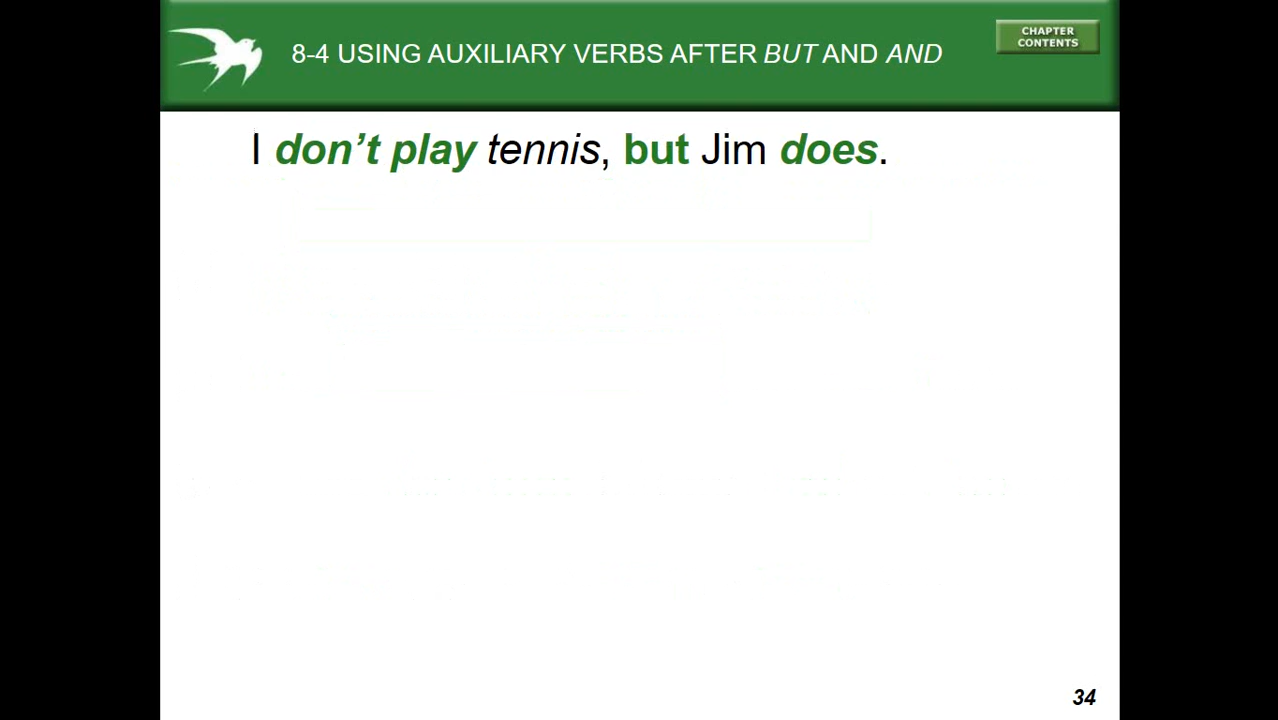 8-4 USING AUXILIARY VERBS AFTER BUT AND AND
CHAPTER
CONTENTS
I don’t play tennis, but Jim does.
34